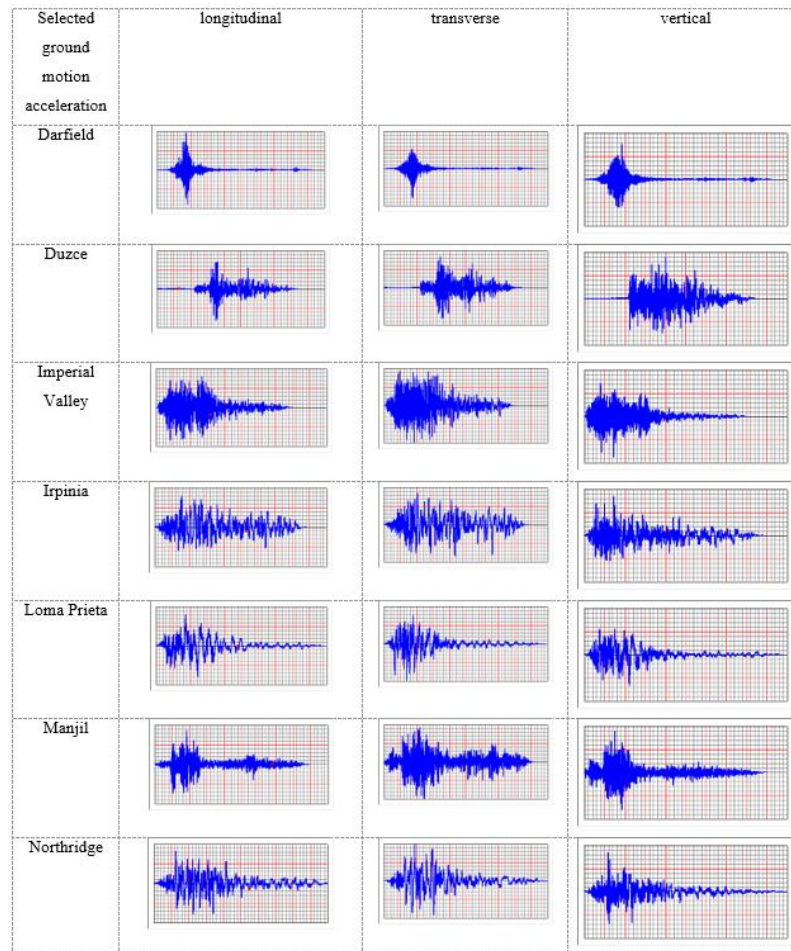 Selected
ground
motion
acceleration
longitudinal
transverse
vertical
Darfield
Duzce
Imperial
Valley
Irpinia
Loma Prieta
Manjil
Northridge